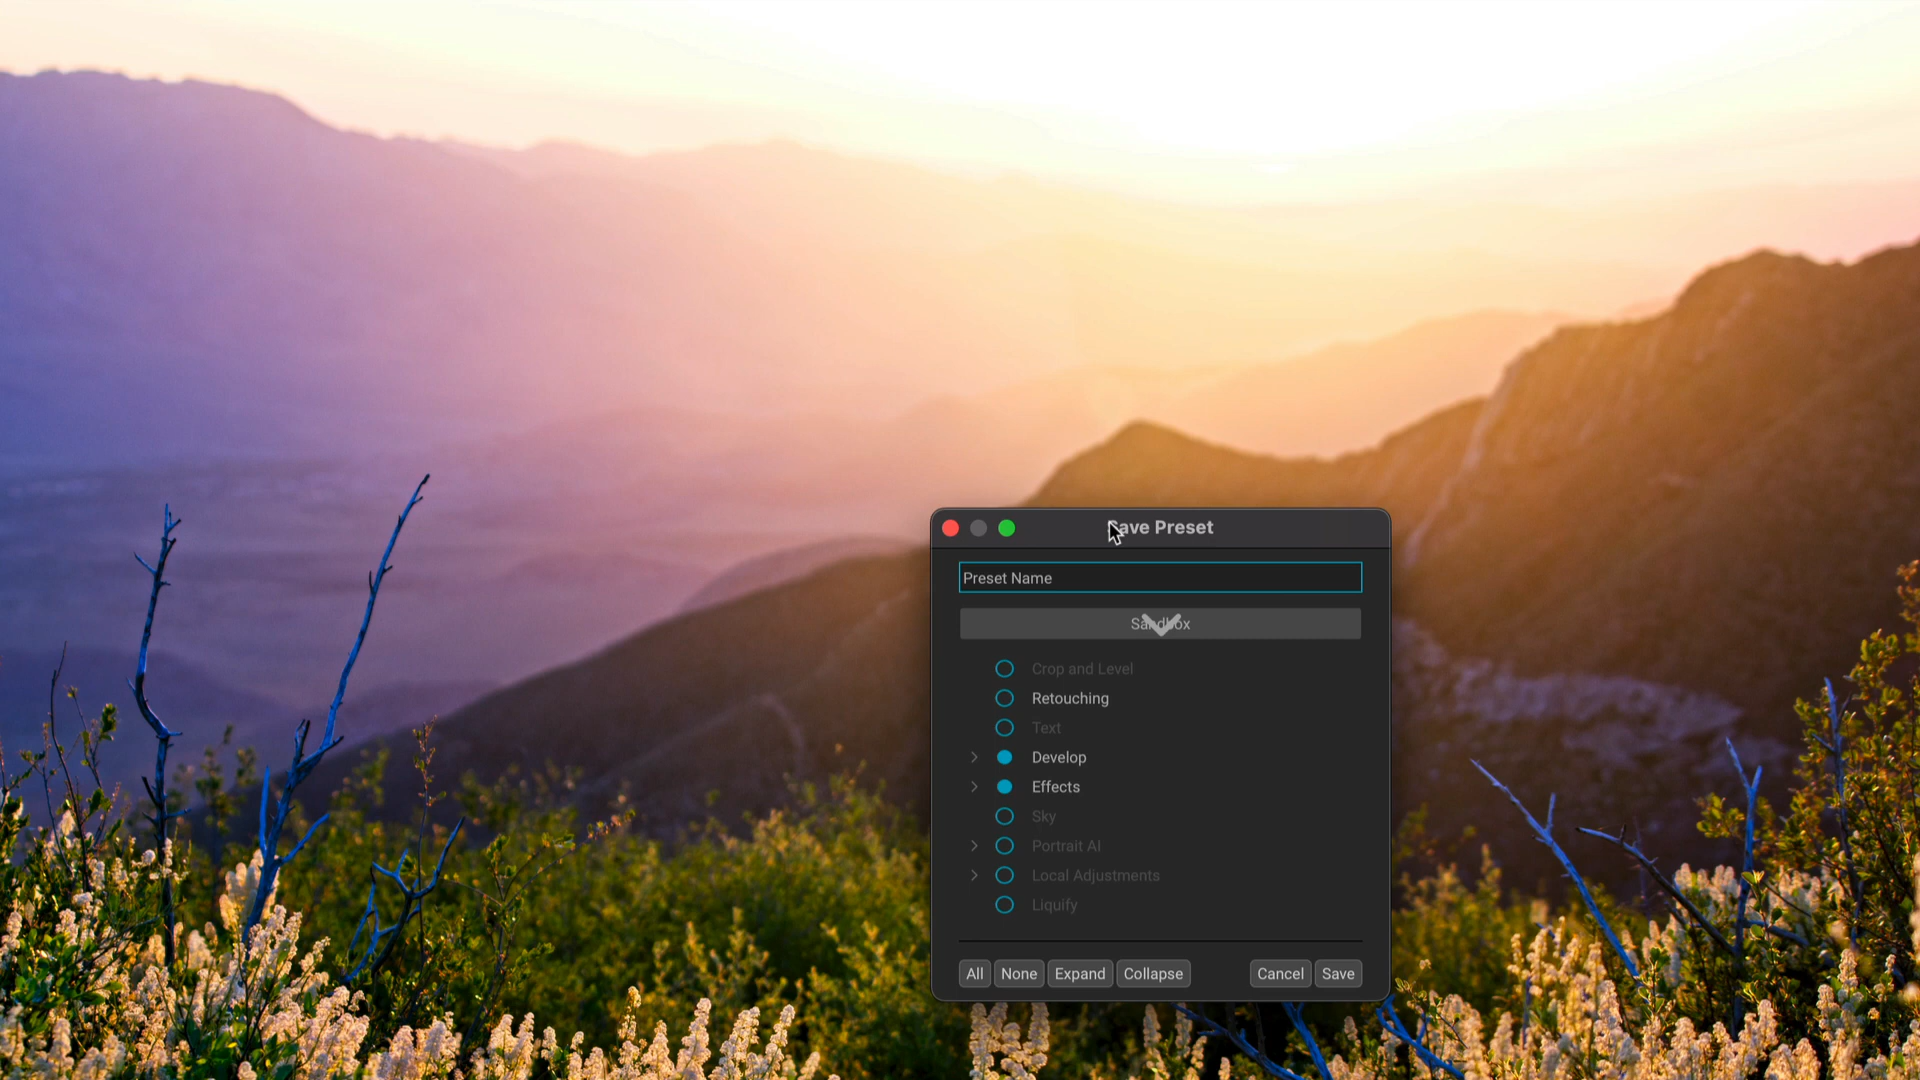 Save Preset
Preset Name
Sandbox
Crop and Level
Retouching
Text
Develop
Effects
Sky
Portrait AI
Local Adjustments
Liquify
All None Expand Collapse Cancel Save